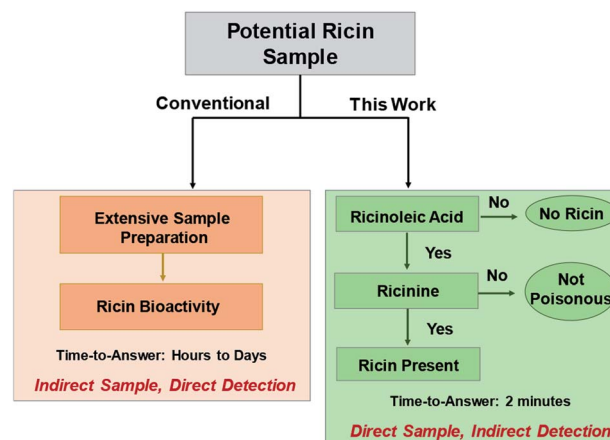 Potential Ricin
Sample
Conventional
This Work
Extensive Sample
Preparation
Ricin Bioactivity
Time-to-Answer: Hours to Days
Indirect Sample, Direct Detection
Ricinoleic Acid
No
No Ricin
Yes
Ricinine
No
Not
Poisonous
Yes
Ricin Present
Time-to-Answer: 2 minutes
Direct Sample, Indirect Detection